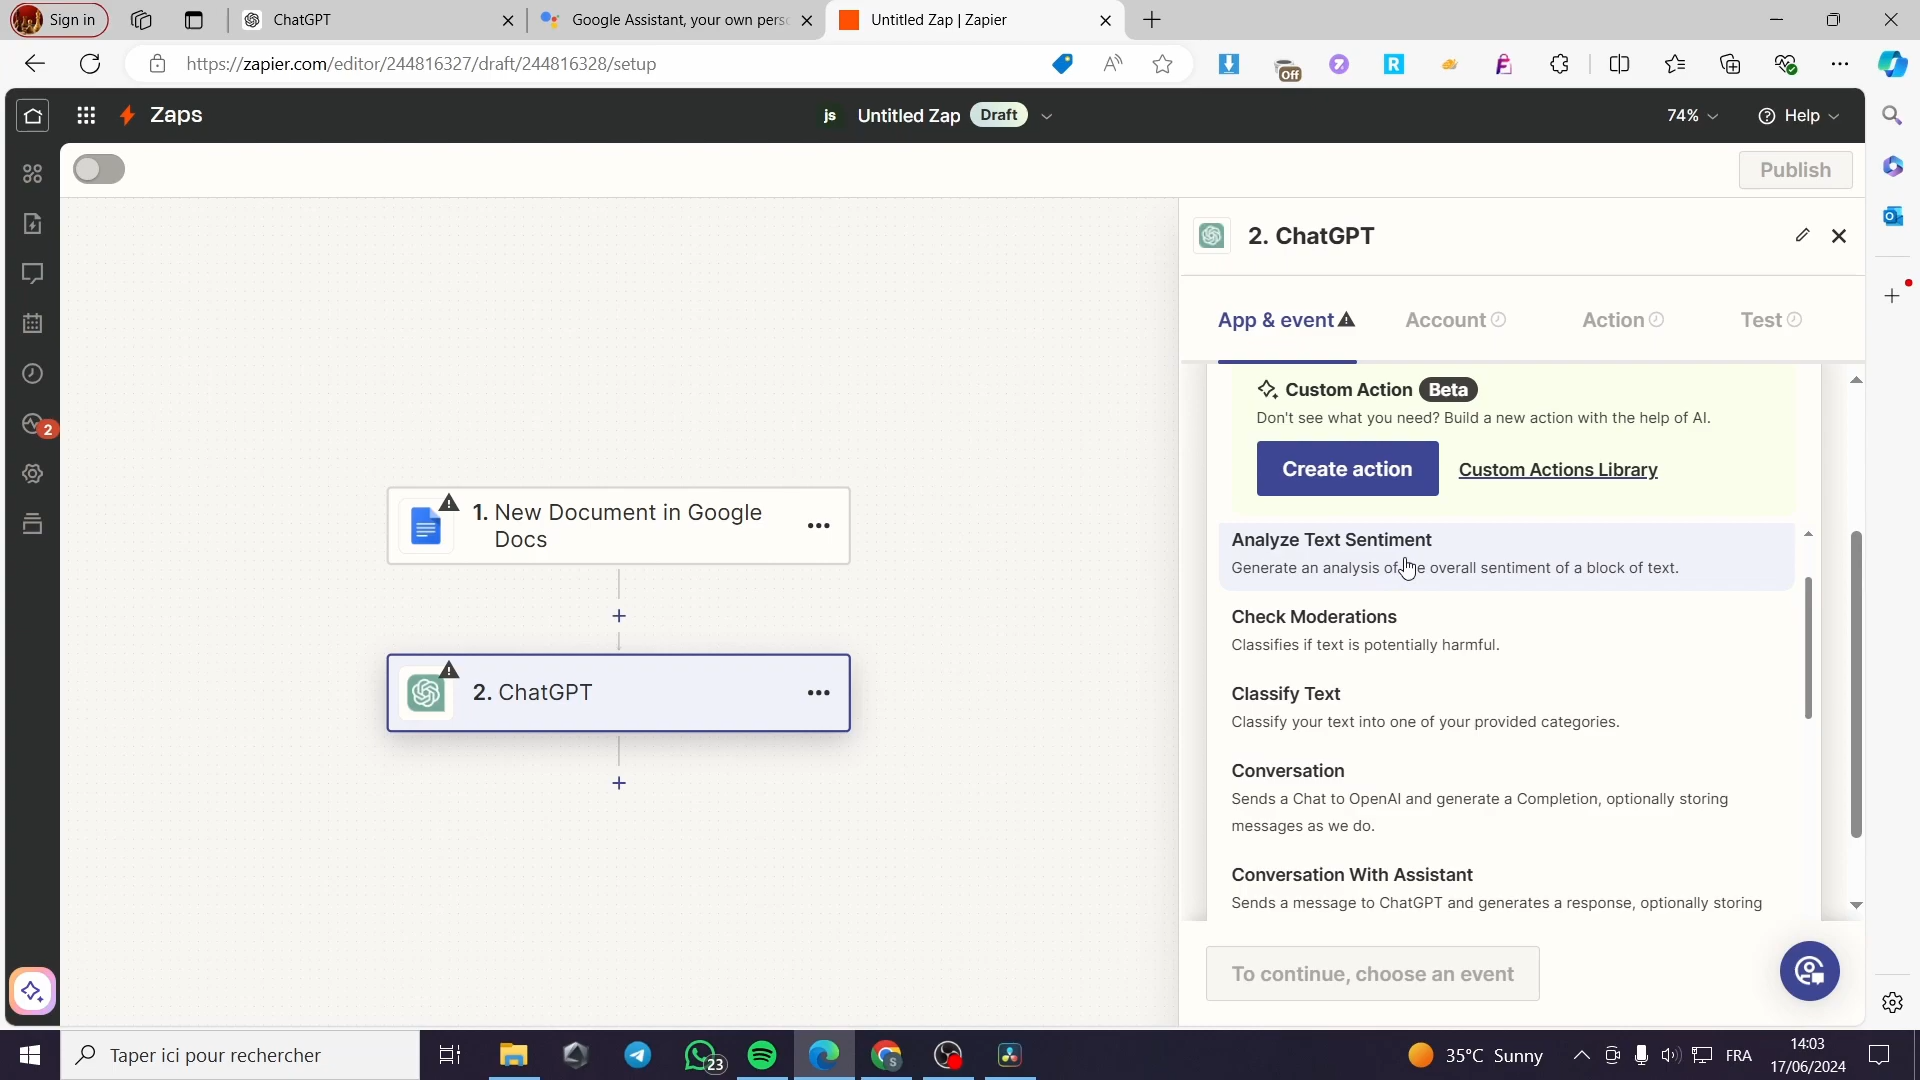 Sign in
ChatGPT
Google Assistant, your own pers
Untitled Zap | Zapier
https://zapier.com/editor/244816327/draft/244816328/setup
Off
Zaps
js Untitled Zap Draft
74%
Help
Publish
2. ChatGPT
App & event
Account
Action
Test
Custom Action Beta
Don't see what you need? Build a new action with the help of AI.
Create action
Custom Actions Library
2
1. New Document in Google
Docs
Analyze Text Sentiment
Generate an analysis of overall sentiment of a block of text.
Check Moderations
Classifies if text is potentially harmful.
2. ChatGPT
Classify Text
Classify your text into one of your provided categories.
Conversation
Sends a Chat to OpenAI and generate a Completion, optionally storing
messages as we do.
Conversation With Assistant
Sends a message to ChatGPT and generates a response, optionally storing
To continue, choose an event
Taper ici pour rechercher
23
35°C Sunny
FRA
14:03
17/06/2024